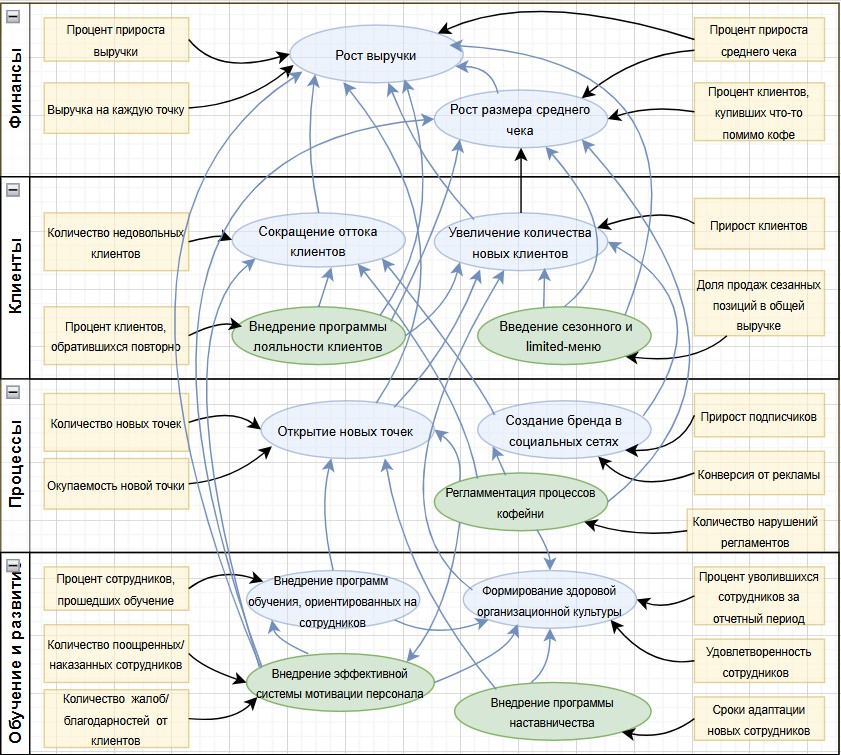 Финансы
Процент прироста
выручки
Выручка на каждую точку
Рост выручки
Рост размера среднего
чека
Процент прироста
среднего чека
Процент клиентов,
купивших что-то
помимо кофе
Клиенты
Количество недовольных
клиентов
Процент клиентов,
обратившихся повторно
Сокращение оттока
клиентов
Увеличение количества
новых клиентов
Внедрение программы
лояльности клиентов
Введение сезонного и
limited-меню
Прирост клиентов
Доля продаж сезанных
позиций в общей
выручке
Процессы
Количество новых точек
Окупаемость новой точки
Открытие новых точек
Создание бренда в
социальных сетях
Регламментация процессов
кофейни
Прирост подписчиков
Конверсия от рекламы
Количество нарушений
регламентов
Обучение и развити
Процент сотрудников,
прошедших обучение
Количество поощренных/
наказанных сотрудников
Количество жалоб/
благодарностей от
клиентов
Внедрение программ
обучения, ориентированных на
сотрудников
Формирование здоровой
организационной культуры
Внедрение эффективной
системы мотивации персонала
Внедрение программы
наставничества
Процент уволившихся
сотрудников за
отчетный период
Удовлетворенность
сотрудников
Сроки адаптации
новых сотрудников